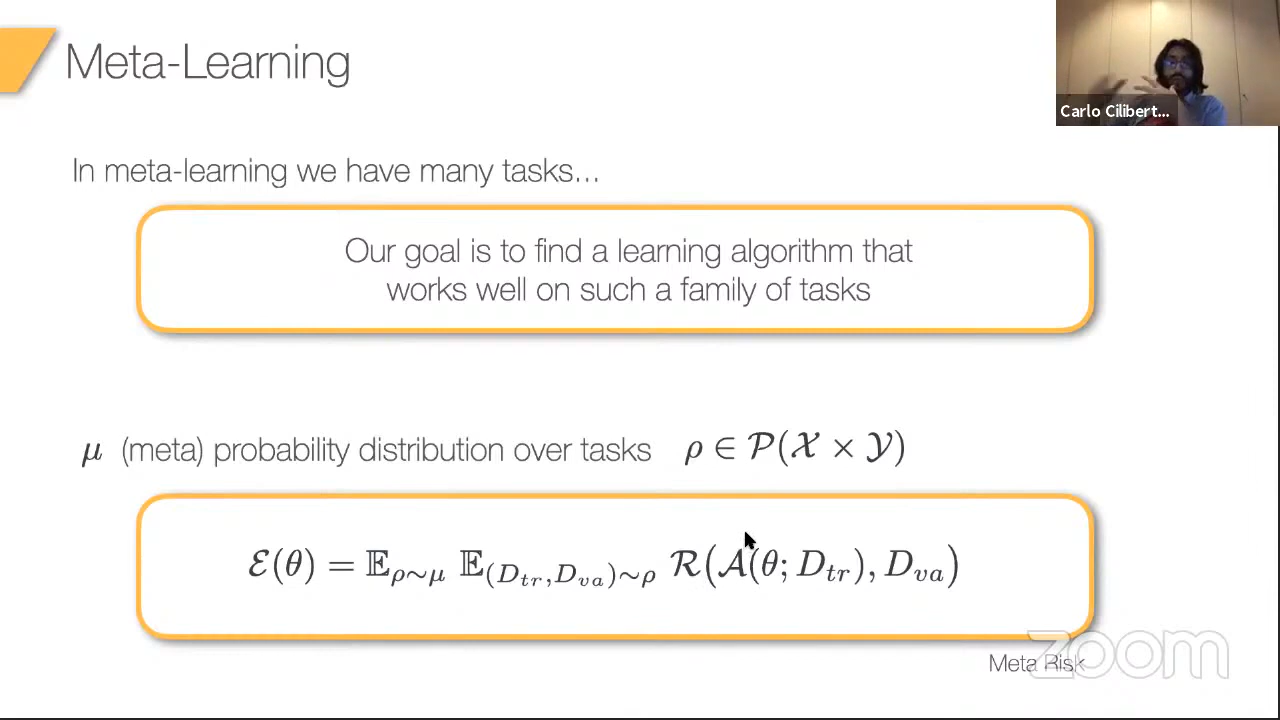 Meta-Learning
Carlo Cilibert...
In meta-learning we have many tasks...
Our goal is to find a learning algorithm that
works well on such a family of tasks
μ (meta) probability distribution over tasks ρ ∈ 𝒫(𝒳 × 𝒴)
ℰ(θ) = 𝔼_{ρ∼μ} 𝔼_{(D_{tr}, D_{va})∼ρ} ℛ(𝒜(θ; D_{tr}), D_{va})
Meta Risk
zoom